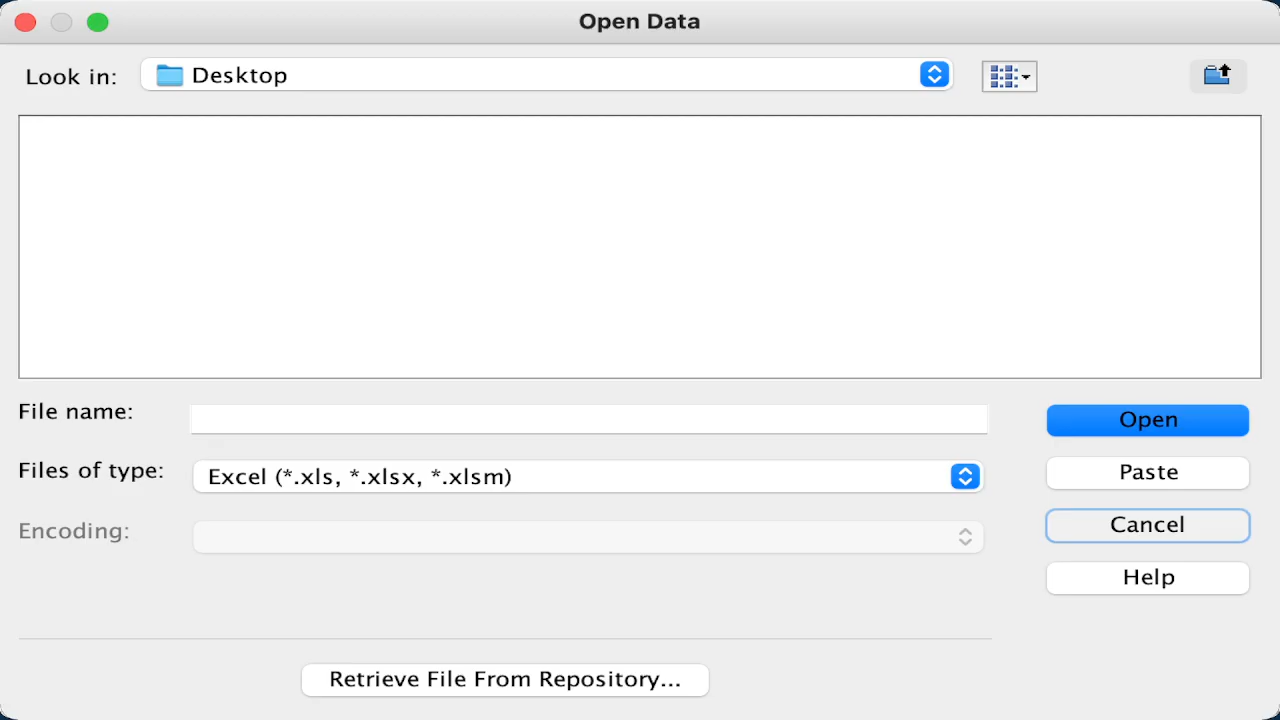 Open Data
Look in:
Desktop
File name:
Open
Files of type:
Excel (*.xls, *.xlsx, *.xlsm)
Paste
Encoding:
Cancel
Help
Retrieve File From Repository...